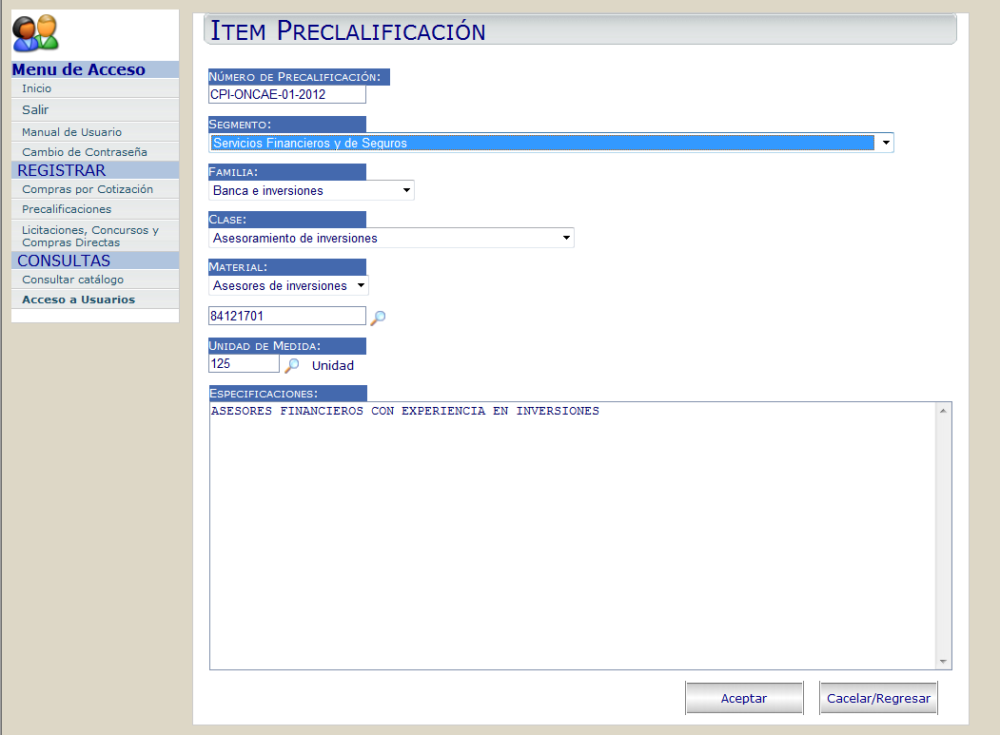 Menu de Acceso
Inicio
Salir
Manual de Usuario
Cambio de Contraseña
REGISTRAR
Compras por Cotización
Precalificaciones
Licitaciones, Concursos y
Compras Directas
CONSULTAS
Consultar catálogo
Acceso a Usuarios
Item Preclalificación
Número de Precalificación:
CPI-ONCAE-01-2012
Segmento:
Servicios Financieros y de Seguros
Familia:
Banca e inversiones
Clase:
Asesoramiento de inversiones
Material:
Asesores de inversiones
84121701
Unidad de Medida:
125 Unidad
Especificaciones:
ASESORES FINANCIEROS CON EXPERIENCIA EN INVERSIONES
Aceptar Cacelar/Regresar